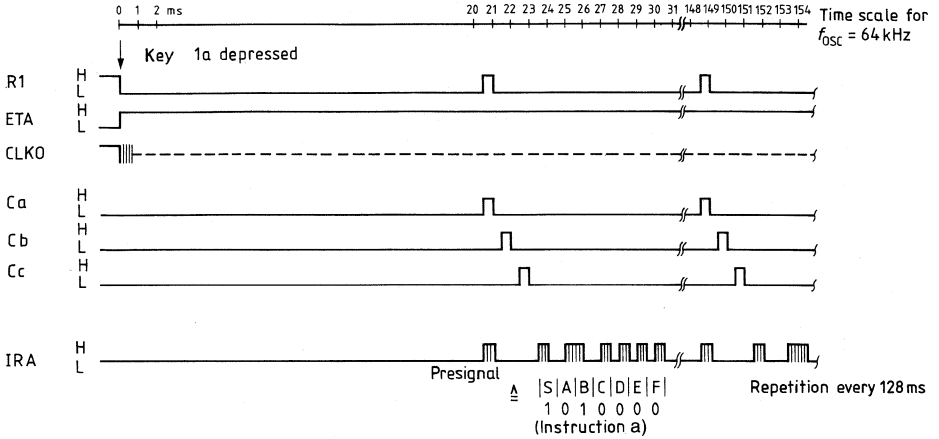 0 1 2 ms 20 21 22 23 24 25 26 27 28 29 30 31 148 149 150 151 152 153 154 Time scale for
fOSC = 64 kHz
Key 1a depressed
R1 H L
ETA H L
CLKO
Ca H L
Cb H L
Cc H L
IRA H L
Presignal ≙ |S|A|B|C|D|E|F| Repetition every 128 ms
1 0 1 0 0 0 0
(Instruction a)